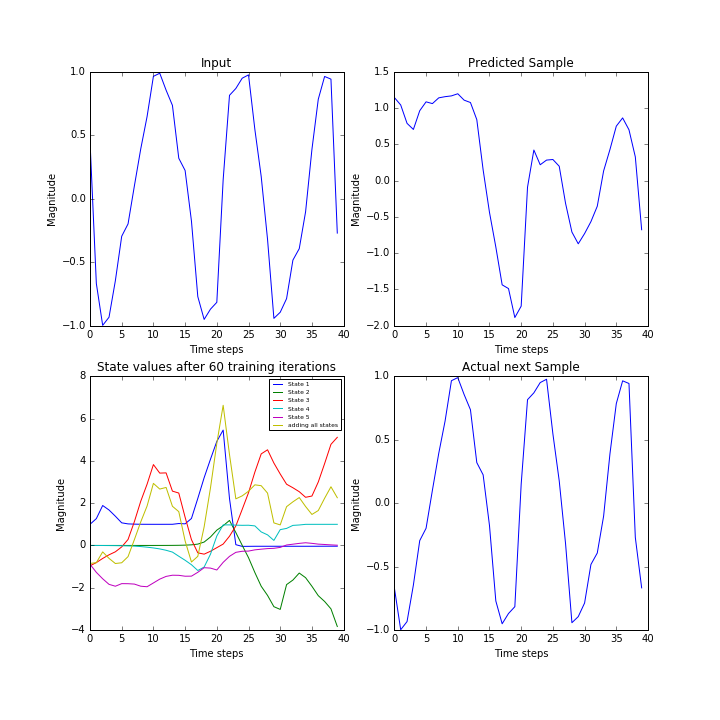 Input
Magnitude
1.0
0.5
0.0
−0.5
−1.0
0 5 10 15 20 25 30 35 40
Time steps
Predicted Sample
Magnitude
1.5
1.0
0.5
0.0
−0.5
−1.0
−1.5
−2.0
0 5 10 15 20 25 30 35 40
Time steps
State values after 60 training iterations
Magnitude
8
6
4
2
0
−2
−4
State 1
State 2
State 3
State 4
State 5
adding all states
0 5 10 15 20 25 30 35 40
Time steps
Actual next Sample
Magnitude
1.0
0.5
0.0
−0.5
−1.0
0 5 10 15 20 25 30 35 40
Time steps